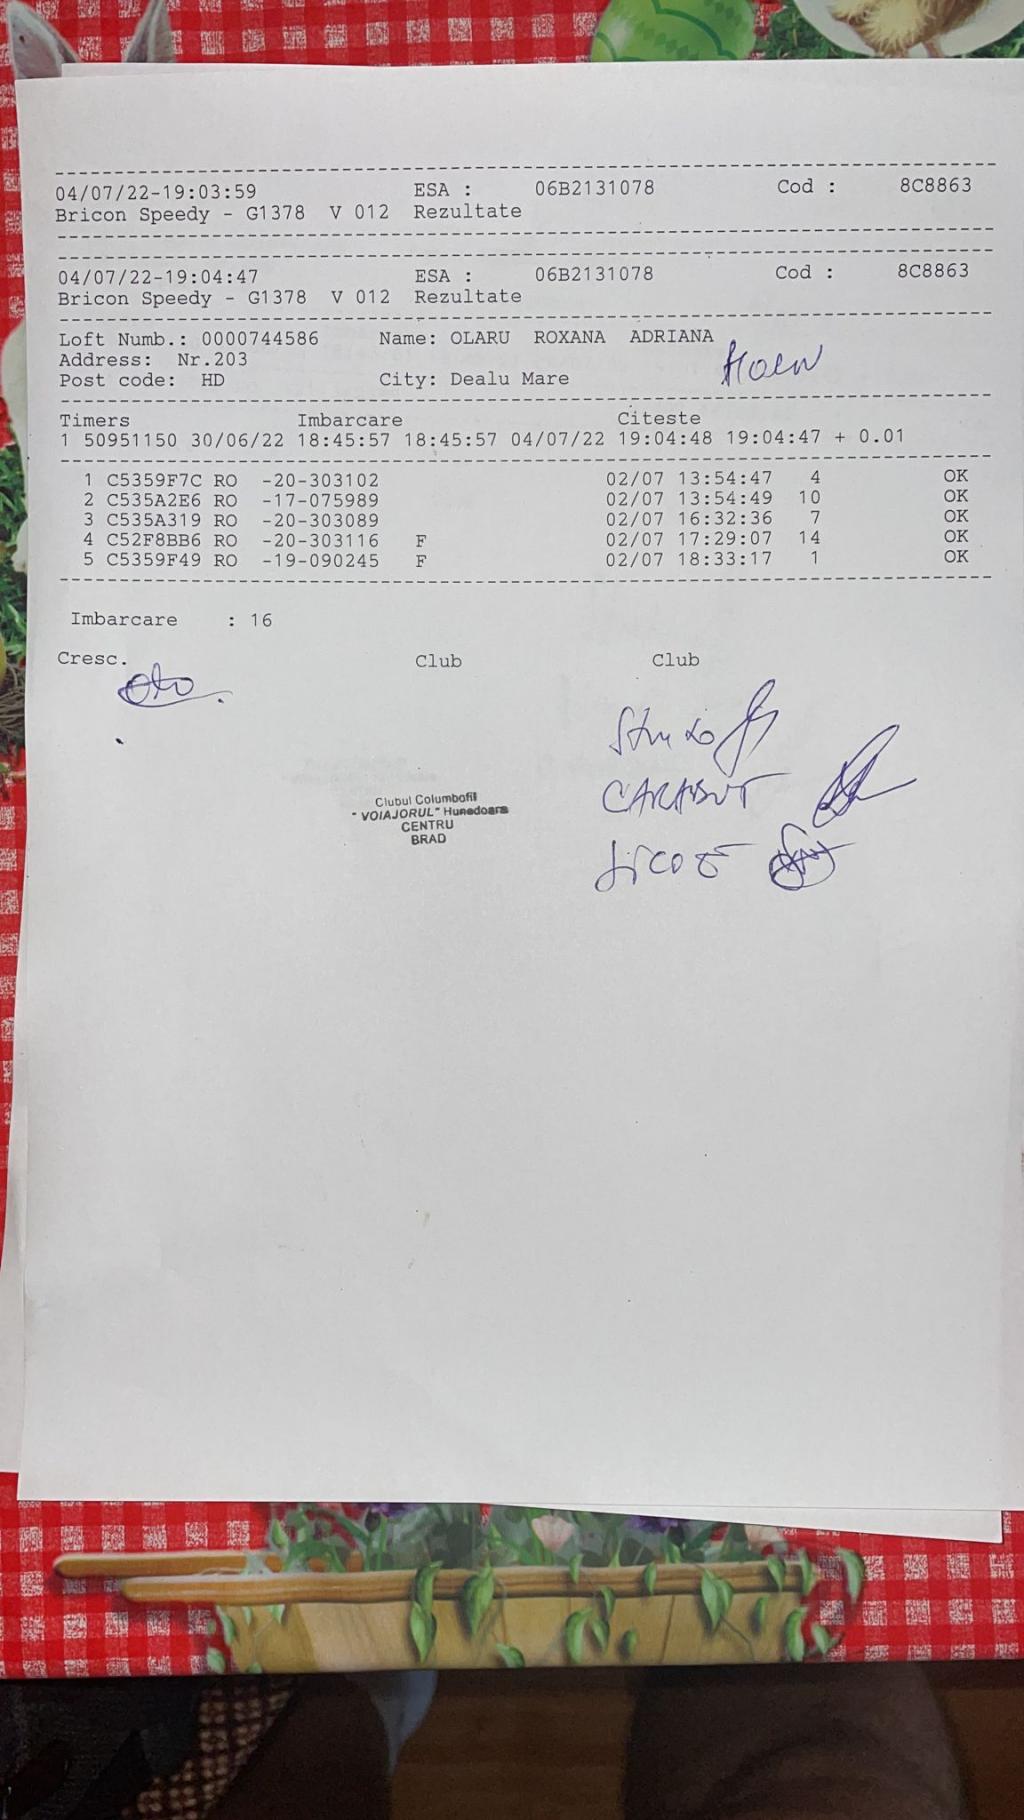 04/07/22-19:03:59 ESA : 06B2131078 Cod : 8C8863
Bricon Speedy - G1378 V 012 Rezultate
04/07/22-19:04:47 ESA : 06B2131078 Cod : 8C8863
Bricon Speedy - G1378 V 012 Rezultate
Loft Numb.: 0000744586 Name: OLARU ROXANA ADRIANA
Address: Nr.203
Post code: HD City: Dealu Mare
Timers Imbarcare Citeste
1 50951150 30/06/22 18:45:57 18:45:57 04/07/22 19:04:48 19:04:47 + 0.01
1 C5359F7C RO -20-303102 02/07 13:54:47 4 OK
2 C535A2E6 RO -17-075989 02/07 13:54:49 10 OK
3 C535A319 RO -20-303089 02/07 16:32:36 7 OK
4 C52F8BB6 RO -20-303116 F 02/07 17:29:07 14 OK
5 C5359F49 RO -19-090245 F 02/07 18:33:17 1 OK
Imbarcare : 16
Cresc. Club Club
Clubul Columbofil
"VOIAJORUL" Hunedoara
CENTRU
BRAD